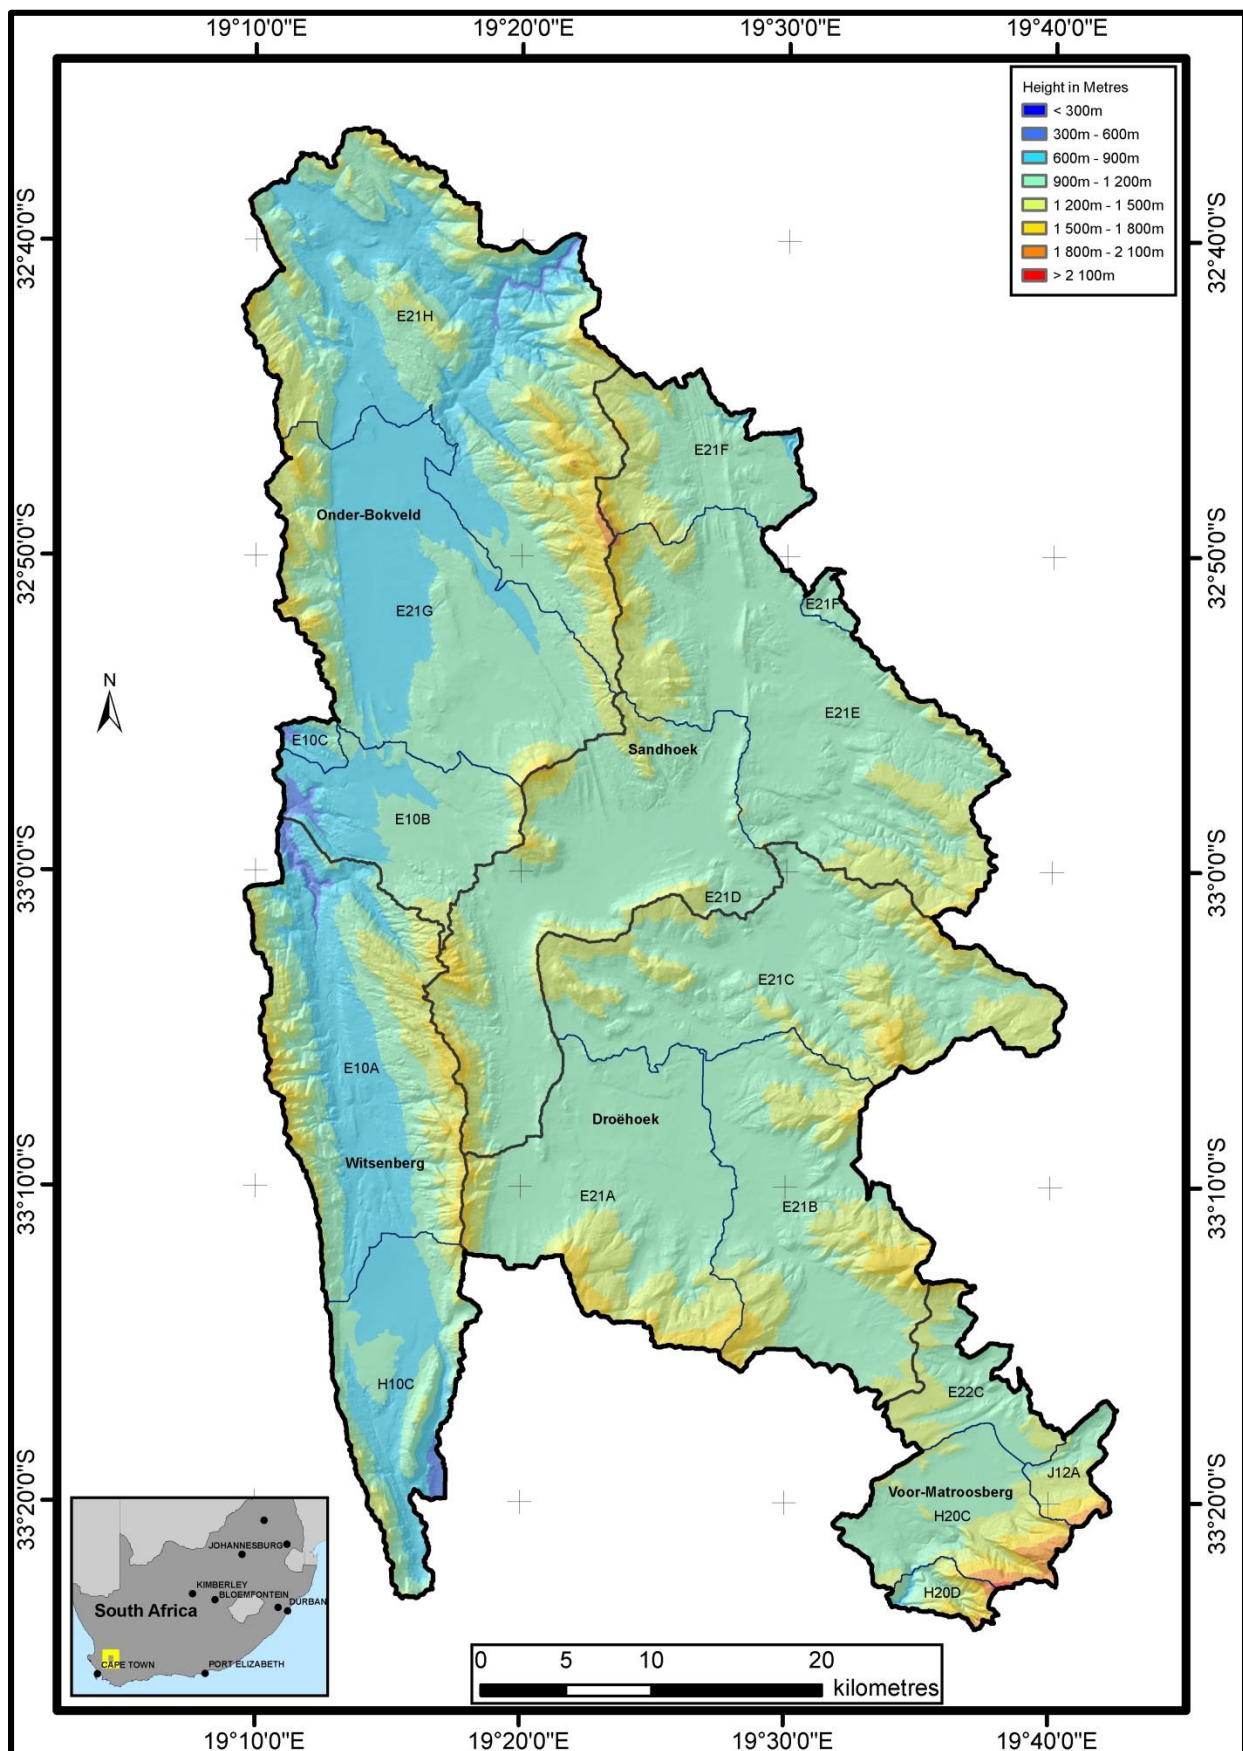 19°10'0"E 19°20'0"E 19°30'0"E 19°40'0"E
Height in Metres
< 300m
300m - 600m
600m - 900m
900m - 1 200m
1 200m - 1 500m
1 500m - 1 800m
1 800m - 2 100m
> 2 100m
32°40'0"S 32°40'0"S
E21H
E21F
Onder-Bokveld
32°50'0"S 32°50'0"S
E21F
E21G
N
E21E
E10C
Sandhoek
E10B
33°0'0"S 33°0'0"S
E21D
E21C
E10A
Droëhoek
Witsenberg
33°10'0"S 33°10'0"S
E21A
E21B
H10C
E22C
J12A
Voor-Matroosberg
33°20'0"S 33°20'0"S
H20C
H20D
JOHANNESBURG
KIMBERLEY
BLOEMFONTEIN
DURBAN
South Africa
CAPE TOWN
PORT ELIZABETH
0 5 10 20
kilometres
19°10'0"E 19°20'0"E 19°30'0"E 19°40'0"E